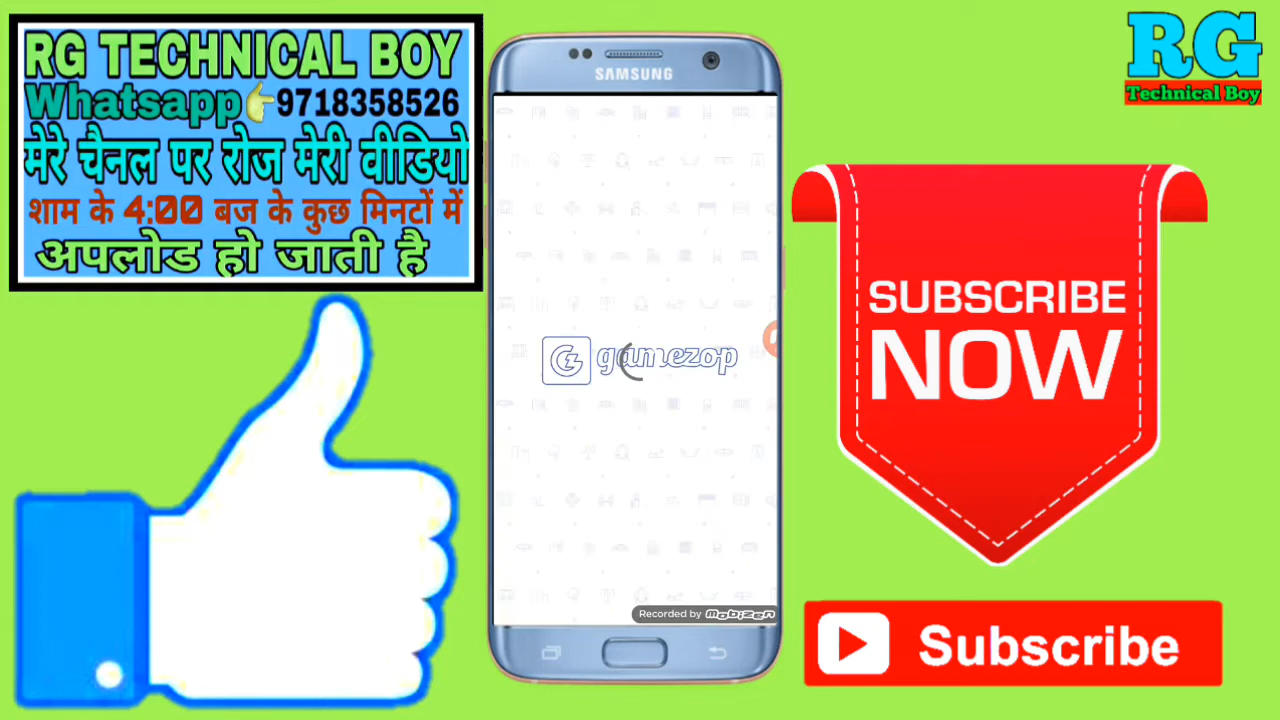 RG TECHNICAL BOY
Whatsapp👉9718358526
मेरे चैनल पर रोज मेरी वीडियो
शाम के 4:00 बज के कुछ मिनटों में
अपलोड हो जाती है
SAMSUNG
gamezop
Recorded by Mobizen
RG
Technical Boy
SUBSCRIBE
NOW
Subscribe